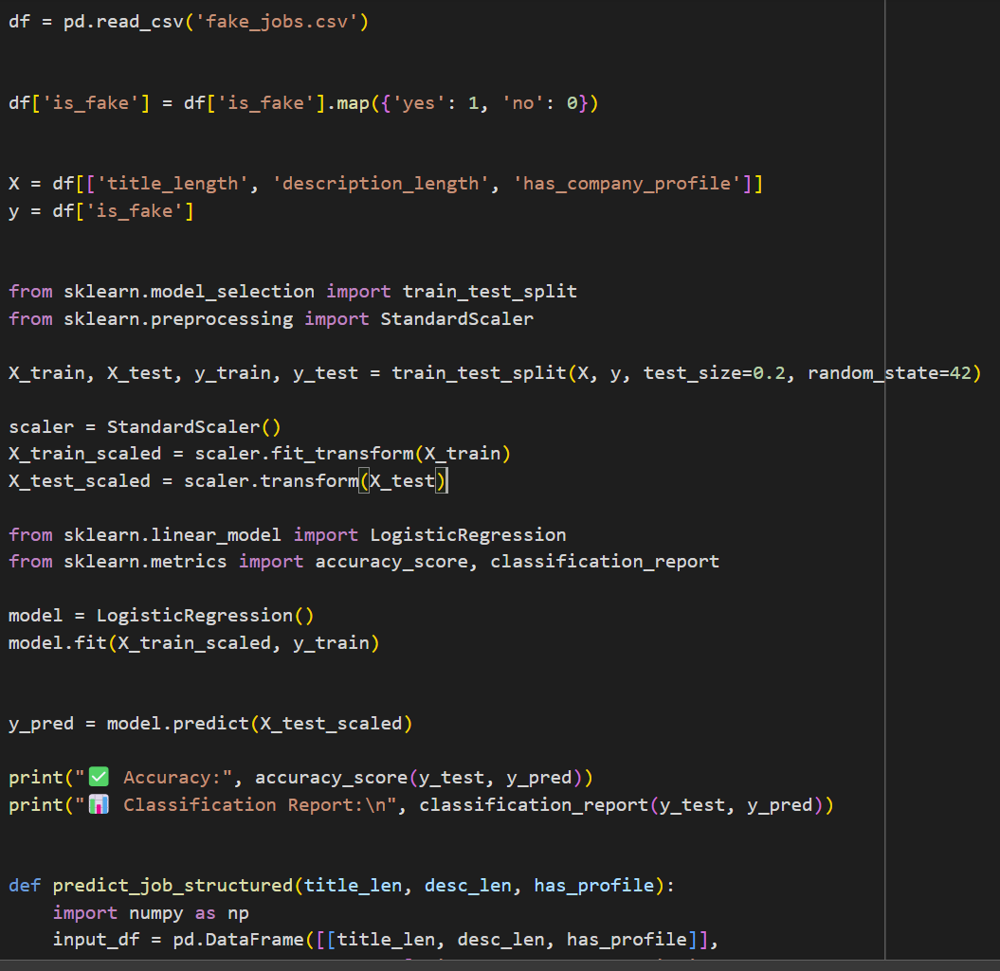 df = pd.read_csv('fake_jobs.csv')
df['is_fake'] = df['is_fake'].map({'yes': 1, 'no': 0})
X = df[['title_length', 'description_length', 'has_company_profile']]
y = df['is_fake']
from sklearn.model_selection import train_test_split
from sklearn.preprocessing import StandardScaler
X_train, X_test, y_train, y_test = train_test_split(X, y, test_size=0.2, random_state=42)
scaler = StandardScaler()
X_train_scaled = scaler.fit_transform(X_train)
X_test_scaled = scaler.transform(X_test)
from sklearn.linear_model import LogisticRegression
from sklearn.metrics import accuracy_score, classification_report
model = LogisticRegression()
model.fit(X_train_scaled, y_train)
y_pred = model.predict(X_test_scaled)
print("✅ Accuracy:", accuracy_score(y_test, y_pred))
print("📊 Classification Report:\n", classification_report(y_test, y_pred))
def predict_job_structured(title_len, desc_len, has_profile):
    import numpy as np
    input_df = pd.DataFrame([[title_len, desc_len, has_profile]],